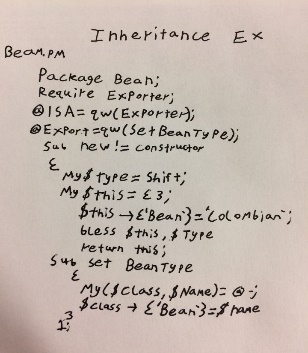 Inheritance Ex
Beam.pm
Package Bean;
Require Exporter;
@ISA= qw(Exporter);
@Export=qw(SetBeanType);
Sub new != constructor
{
My $type = Shift;
My $this = { };
$this → {'Bean'} = 'Colombian';
bless $this, $Type
return this;
Sub set BeanType
{
My($Class, $Name)= @-;
$class → {'Bean'}=$name
}
1;